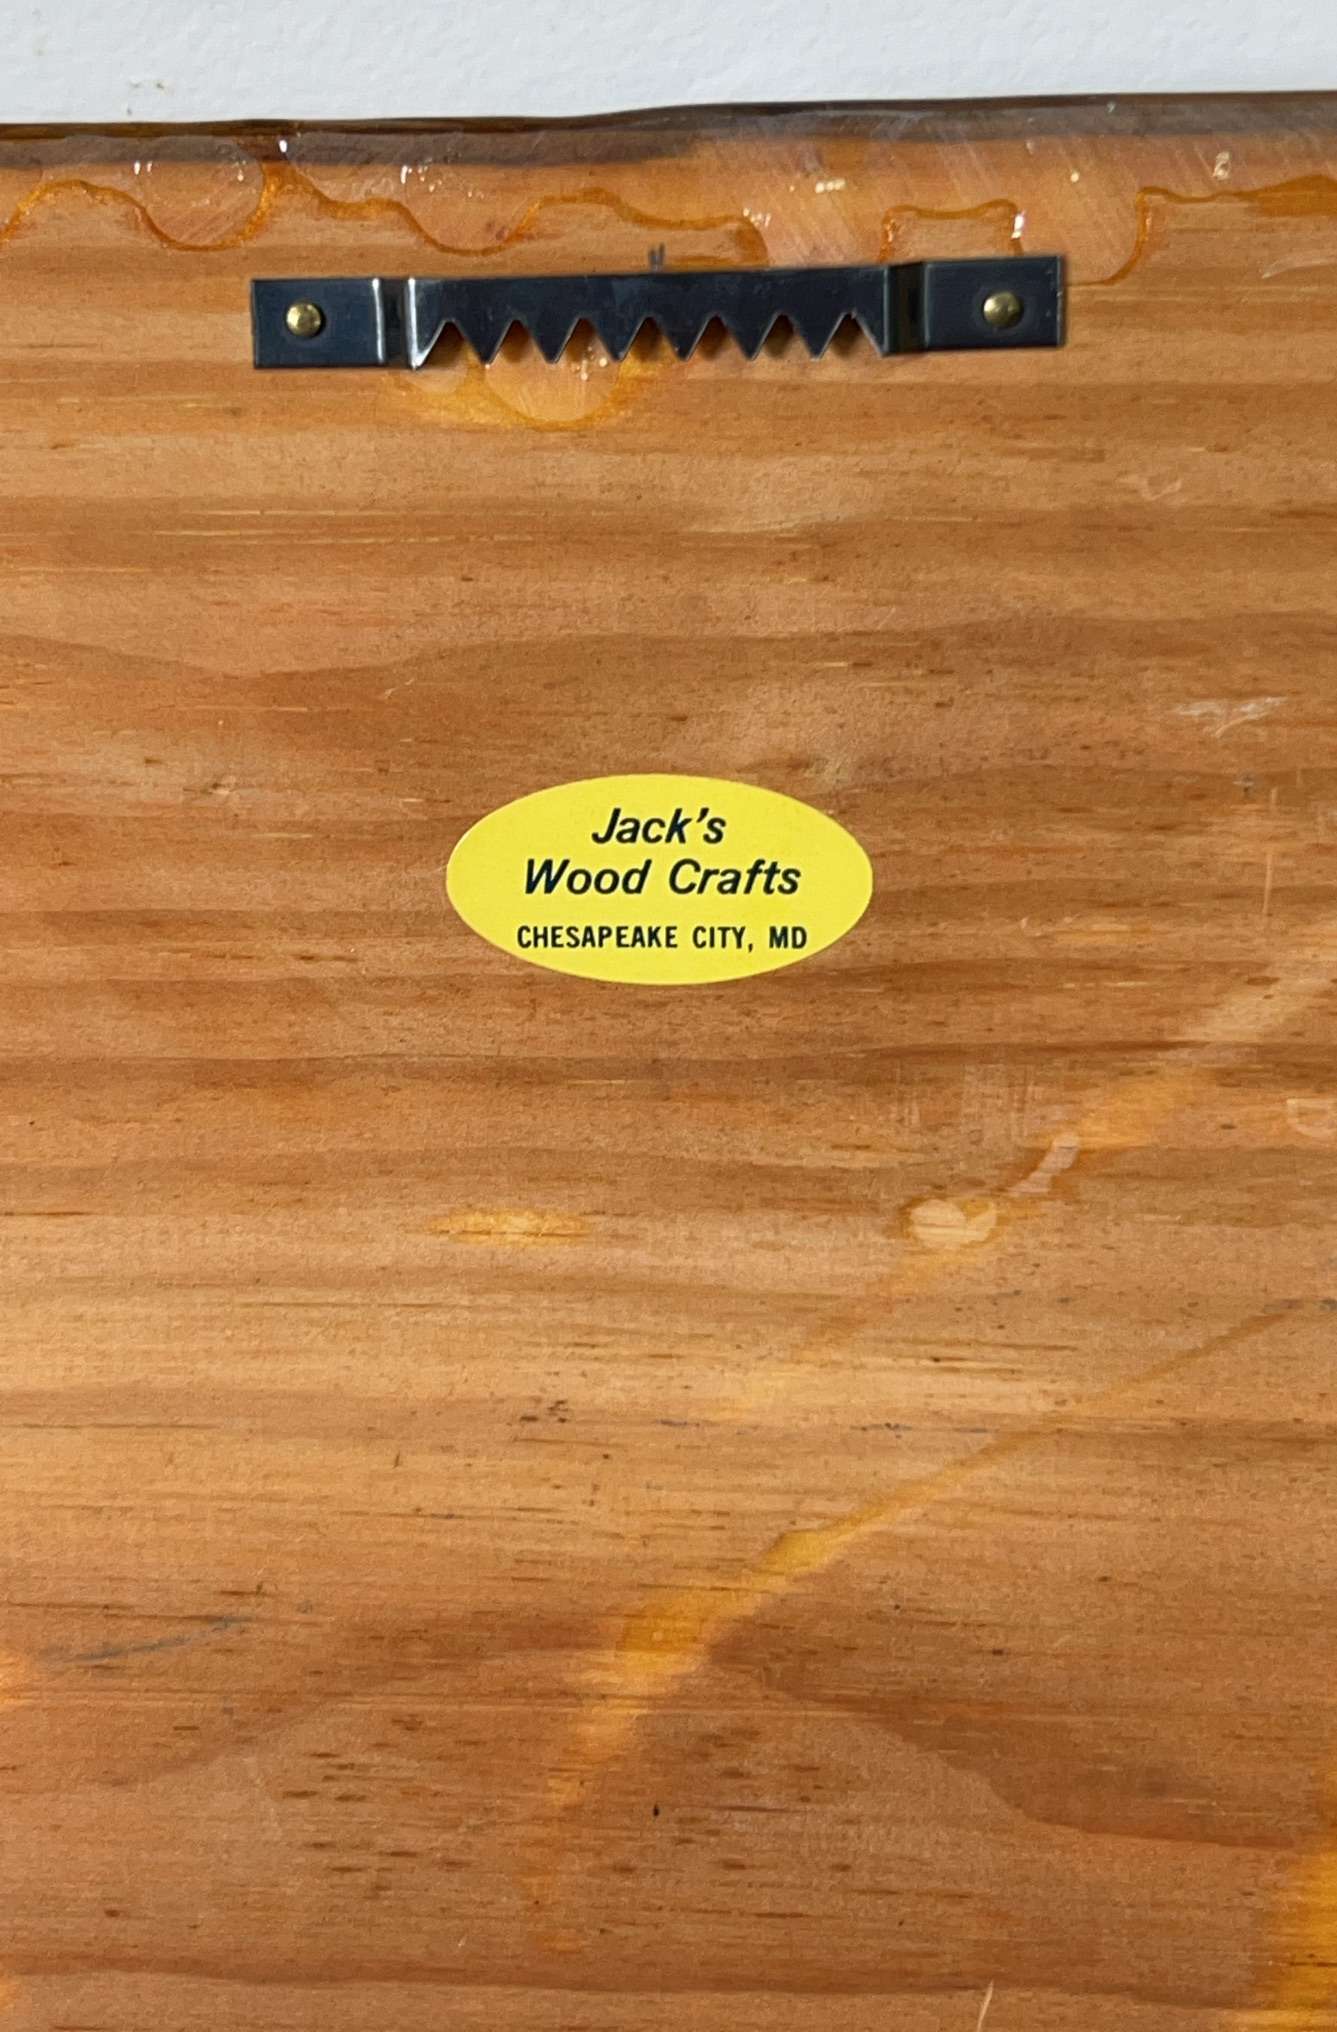 Jack's
Wood Crafts
CHESAPEAKE CITY, MD